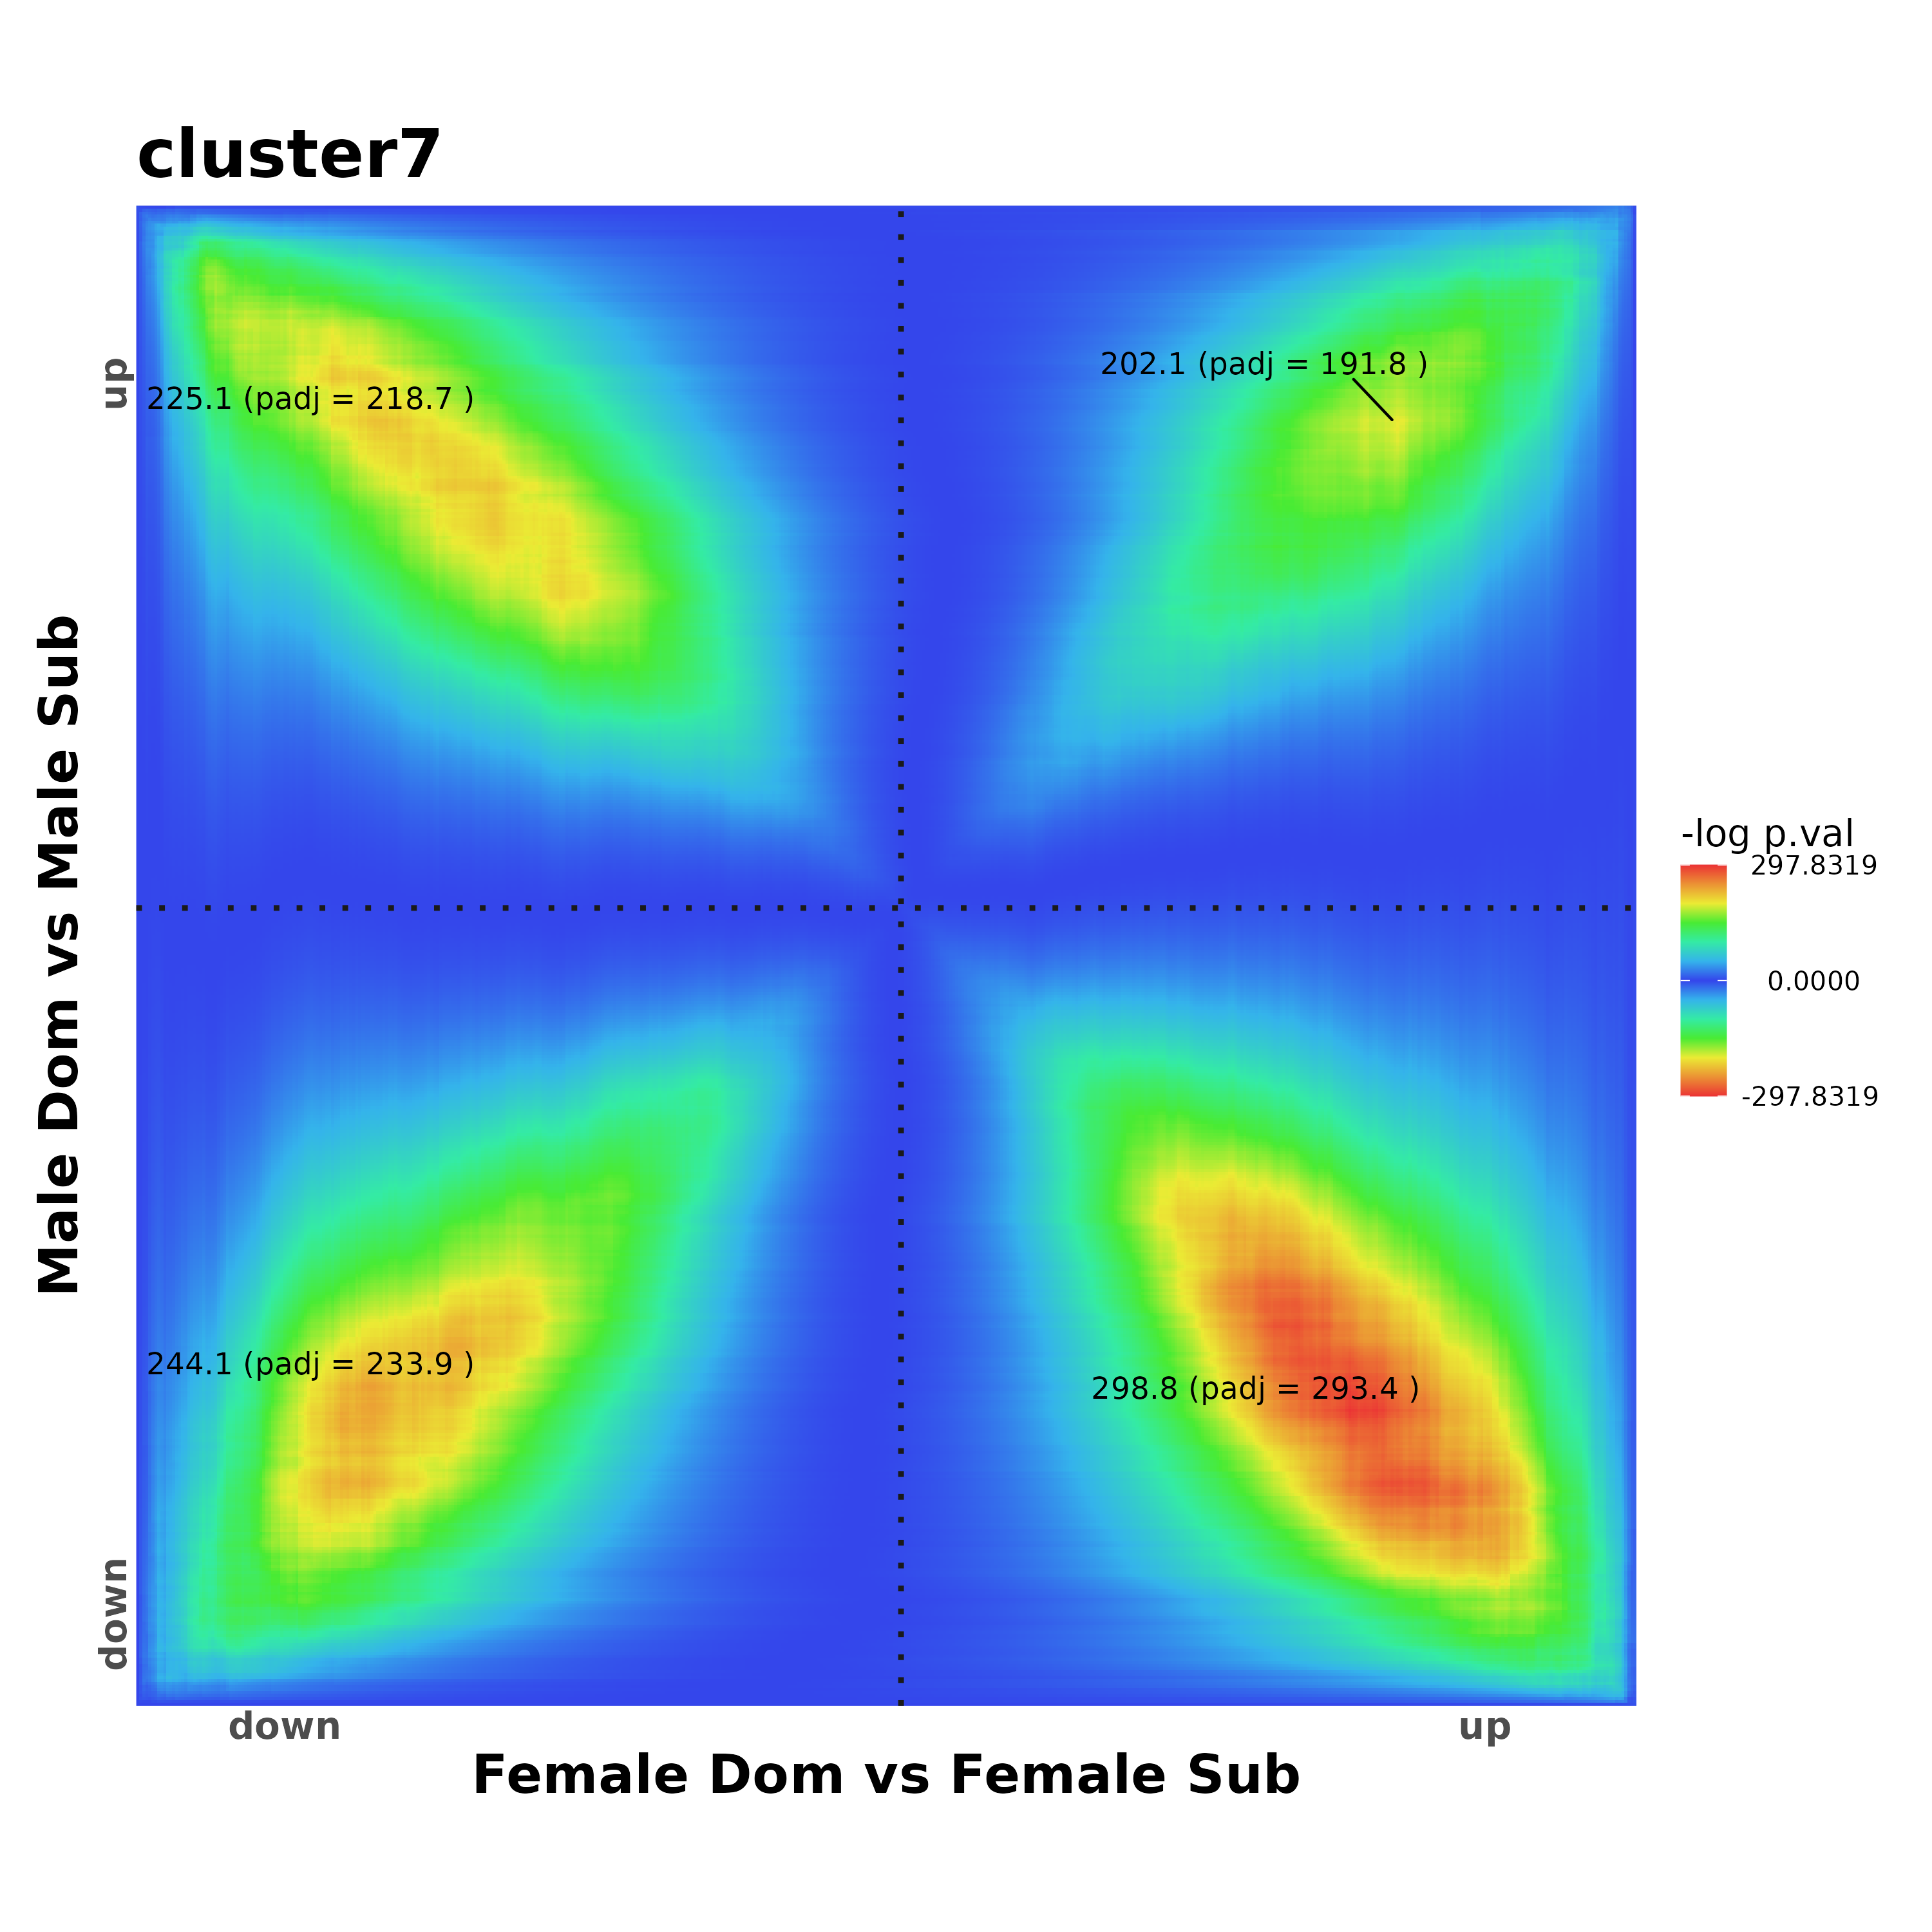 cluster7
up
225.1 (padj = 218.7 )
202.1 (padj = 191.8 )
Male Dom vs Male Sub
-log p.val
297.8319
0.0000
-297.8319
244.1 (padj = 233.9 )
298.8 (padj = 293.4 )
down
down
up
Female Dom vs Female Sub